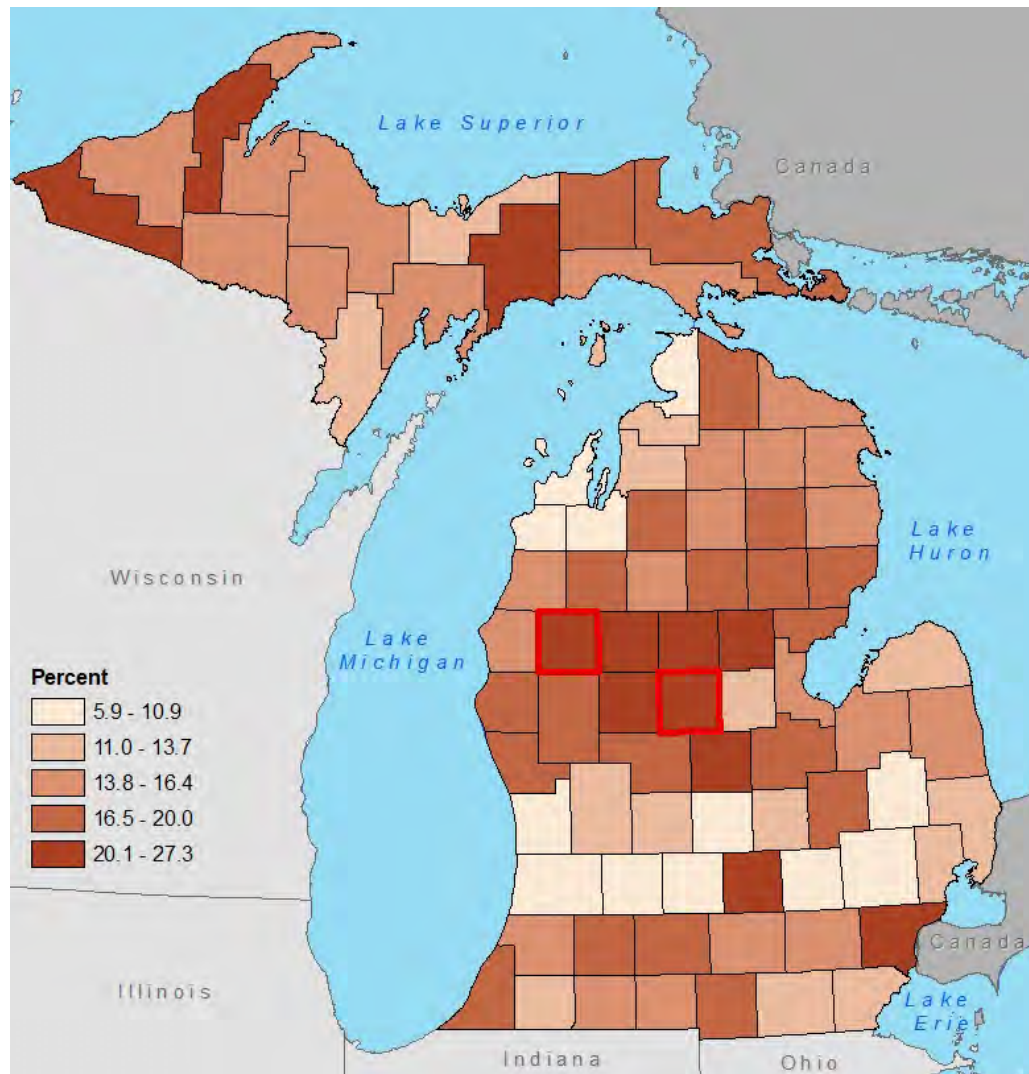 Lake Superior
Canada
Wisconsin
Lake
Huron
Lake
Michigan
Percent
5.9 - 10.9
11.0 - 13.7
13.8 - 16.4
16.5 - 20.0
20.1 - 27.3
Canada
Illinois
Lake
Erie
Indiana
Ohio